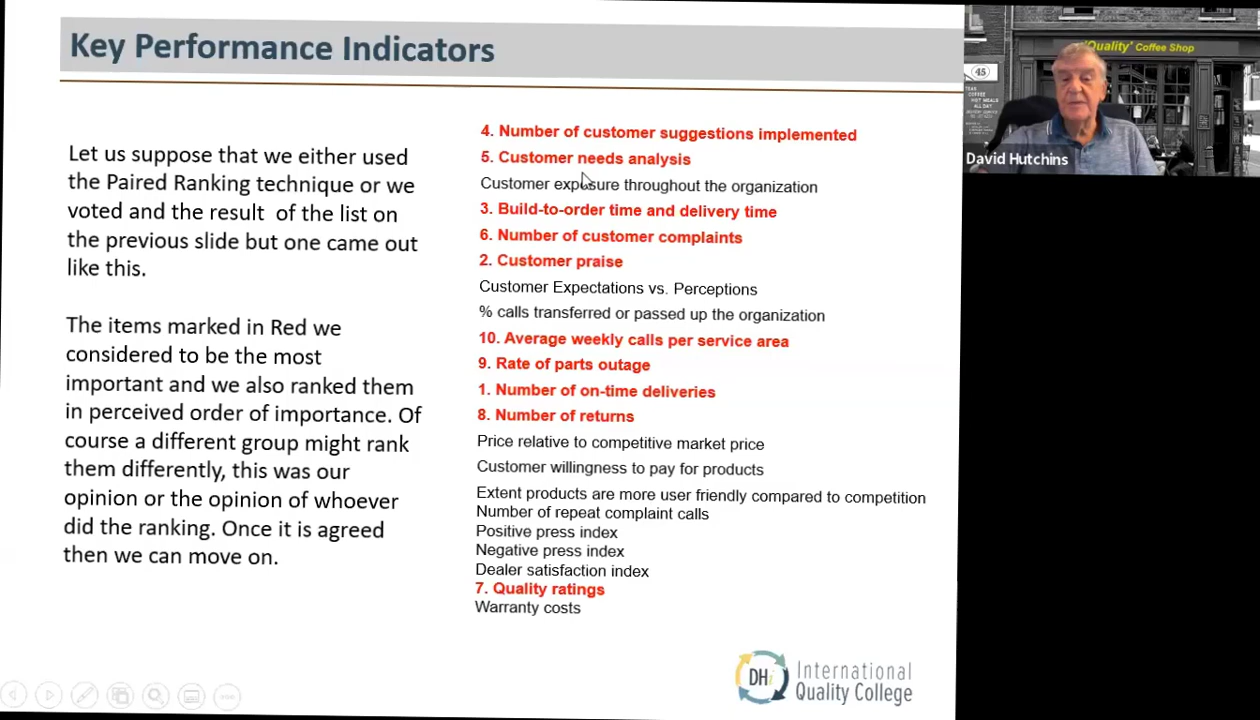 Key Performance Indicators
Let us suppose that we either used
the Paired Ranking technique or we
voted and the result of the list on
the previous slide but one came out
like this.
The items marked in Red we
considered to be the most
important and we also ranked them
in perceived order of importance. Of
course a different group might rank
them differently, this was our
opinion or the opinion of whoever
did the ranking. Once it is agreed
then we can move on.
4. Number of customer suggestions implemented
5. Customer needs analysis
Customer exposure throughout the organization
3. Build-to-order time and delivery time
6. Number of customer complaints
2. Customer praise
Customer Expectations vs. Perceptions
% calls transferred or passed up the organization
10. Average weekly calls per service area
9. Rate of parts outage
1. Number of on-time deliveries
8. Number of returns
Price relative to competitive market price
Customer willingness to pay for products
Extent products are more user friendly compared to competition
Number of repeat complaint calls
Positive press index
Negative press index
Dealer satisfaction index
7. Quality ratings
Warranty costs
DHi
International
Quality College
'Quality' Coffee Shop
45
TEAS
COFFEE
HOT MEALS
ALL DAY
David Hutchins